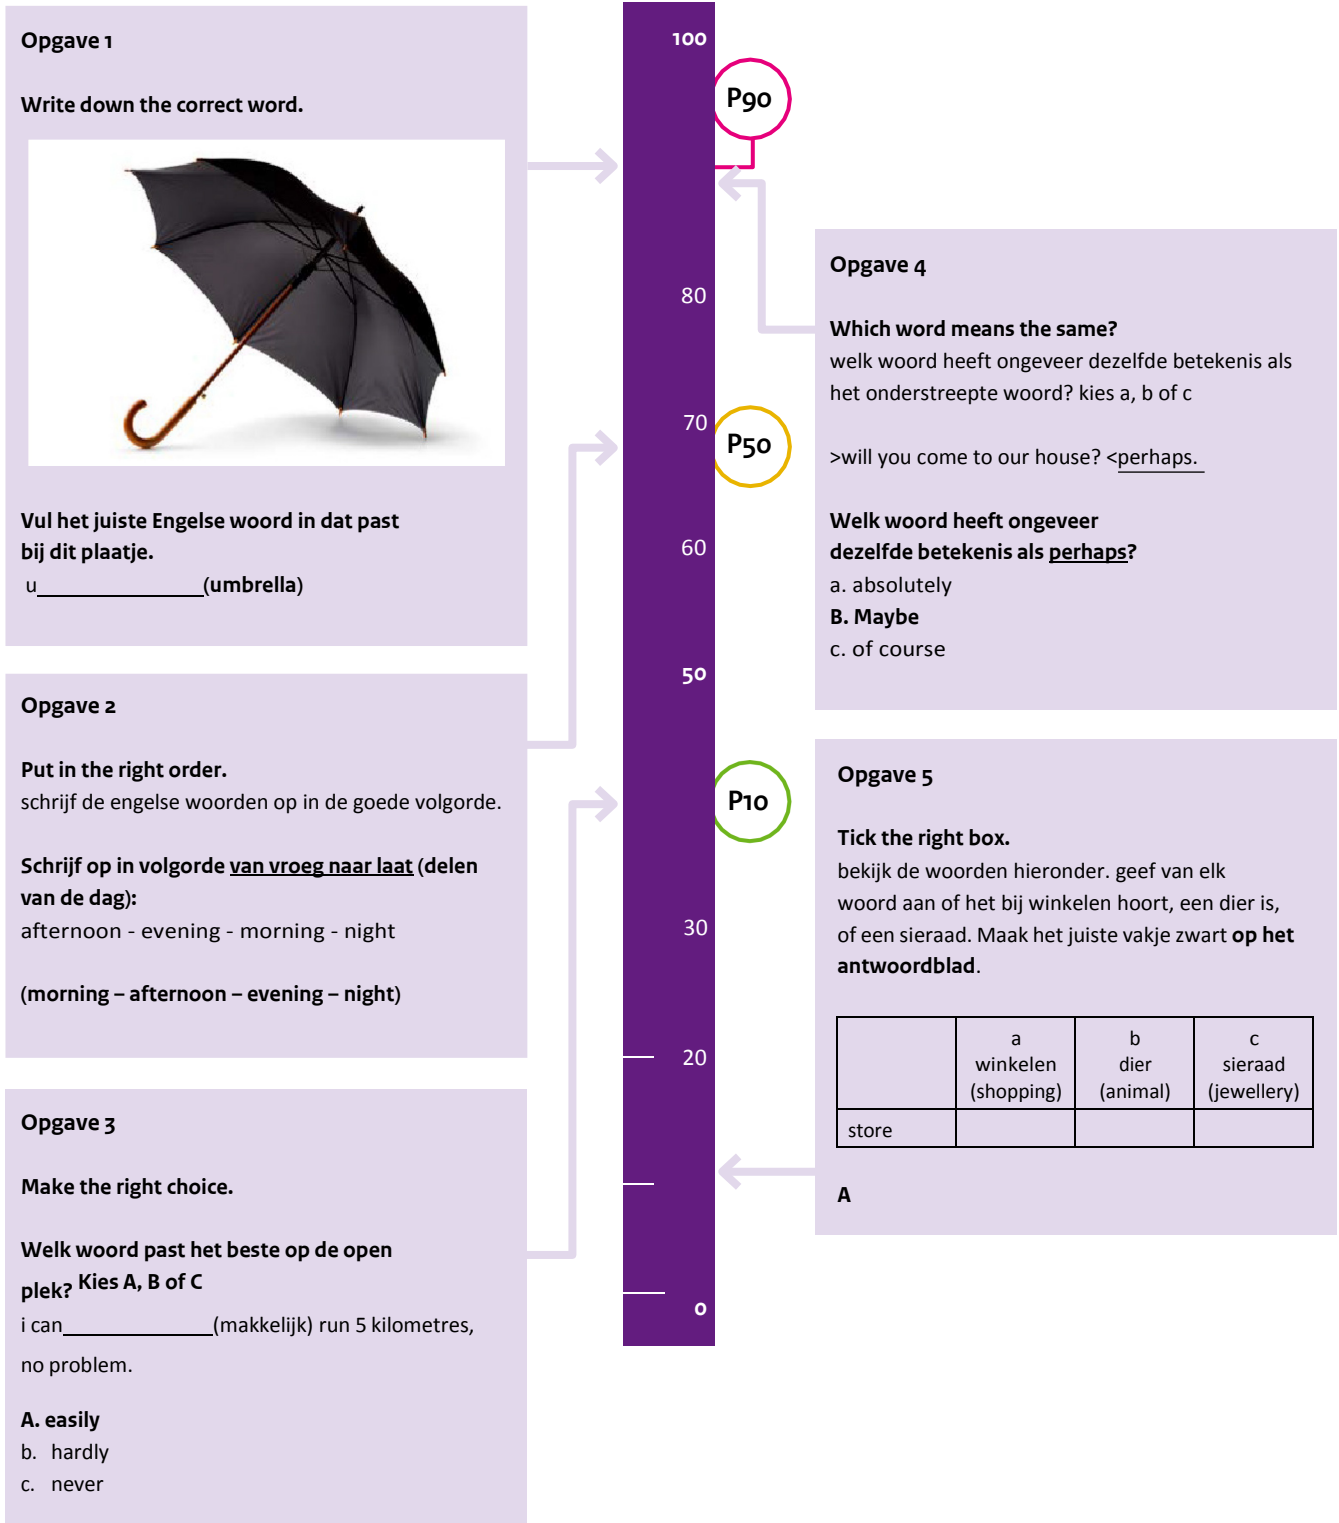 Opgave 1
Write down the correct word.
Vul het juiste Engelse woord in dat past
bij dit plaatje.
u_______________(umbrella)
Opgave 2
Put in the right order.
schrijf de engelse woorden op in de goede volgorde.
Schrijf op in volgorde van vroeg naar laat (delen
van de dag):
afternoon - evening - morning - night
(morning – afternoon – evening – night)
Opgave 3
Make the right choice.
Welk woord past het beste op de open
plek? Kies A, B of C
i can______________(makkelijk) run 5 kilometres,
no problem.
A. easily
b. hardly
c. never
100
80
70
60
50
30
20
0
P90
P50
P10
Opgave 4
Which word means the same?
welk woord heeft ongeveer dezelfde betekenis als
het onderstreepte woord? kies a, b of c
>will you come to our house? <perhaps.
Welk woord heeft ongeveer
dezelfde betekenis als perhaps?
a. absolutely
B. Maybe
c. of course
Opgave 5
Tick the right box.
bekijk de woorden hieronder. geef van elk
woord aan of het bij winkelen hoort, een dier is,
of een sieraad. Maak het juiste vakje zwart op het
antwoordblad.
a b c
winkelen dier sieraad
(shopping) (animal) (jewellery)
store
A